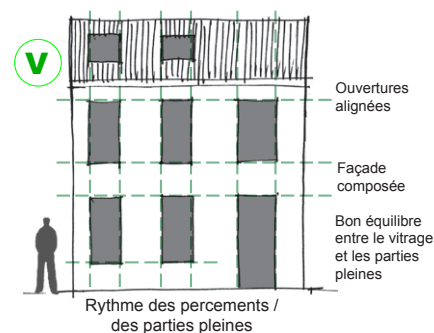 V
Ouvertures
alignées
Façade
composée
Bon équilibre
entre le vitrage
et les parties
pleines
Rythme des percements /
des parties pleines